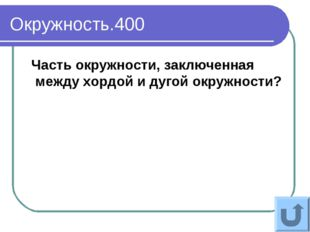 Окружность.400
Часть окружности, заключенная
между хордой и дугой окружности?